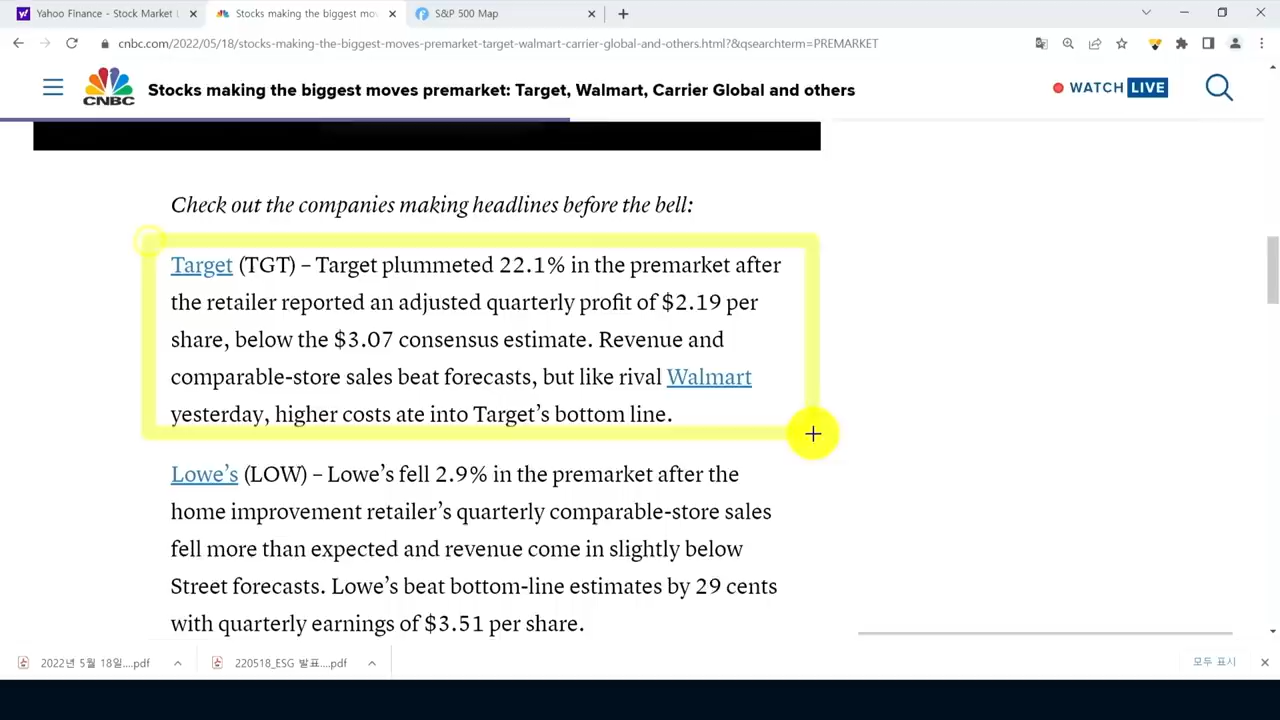 Yahoo Finance - Stock Market
Stocks making the biggest mov
S&P 500 Map
cnbc.com/2022/05/18/stocks-making-the-biggest-moves-premarket-target-walmart-carrier-global-and-others.html?&qsearchterm=PREMARKET
CNBC
Stocks making the biggest moves premarket: Target, Walmart, Carrier Global and others
WATCH LIVE
Check out the companies making headlines before the bell:
Target (TGT) – Target plummeted 22.1% in the premarket after
the retailer reported an adjusted quarterly profit of $2.19 per
share, below the $3.07 consensus estimate. Revenue and
comparable-store sales beat forecasts, but like rival Walmart
yesterday, higher costs ate into Target’s bottom line.
Lowe’s (LOW) – Lowe’s fell 2.9% in the premarket after the
home improvement retailer’s quarterly comparable-store sales
fell more than expected and revenue come in slightly below
Street forecasts. Lowe’s beat bottom-line estimates by 29 cents
with quarterly earnings of $3.51 per share.
2022년 5월 18일....pdf
220518_ESG 발표....pdf
모두 표시